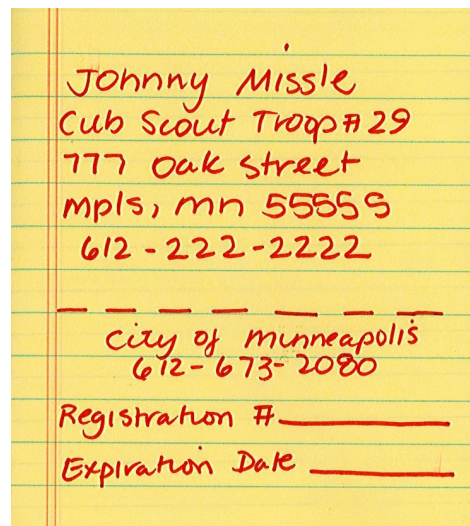 Johnny Missle
Cub Scout Troop # 29
777 Oak Street
mpls, mn 55555
612-222-2222
City of Minneapolis
612-673-2080
Registration #
Expiration Date